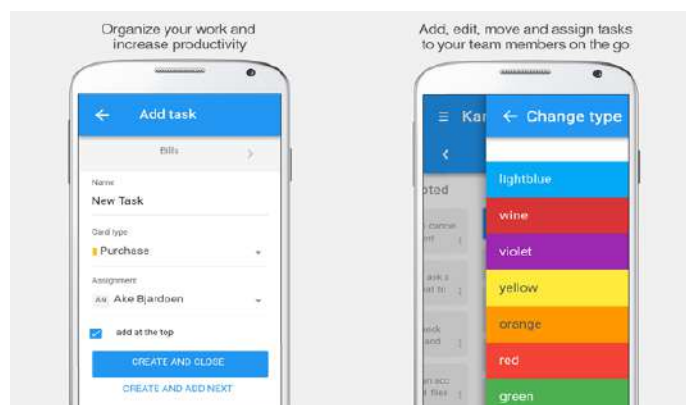 Organize your work and
increase productivity
Add task
Bills
Name
New Task
Card type
Purchase
Assignment
Ake Bjardoen
add at the top
CREATE AND CLOSE
CREATE AND ADD NEXT
Add, edit, move and assign tasks
to your team members on the go
Kan
Change type
lightblue
wine
violet
yellow
orange
red
green